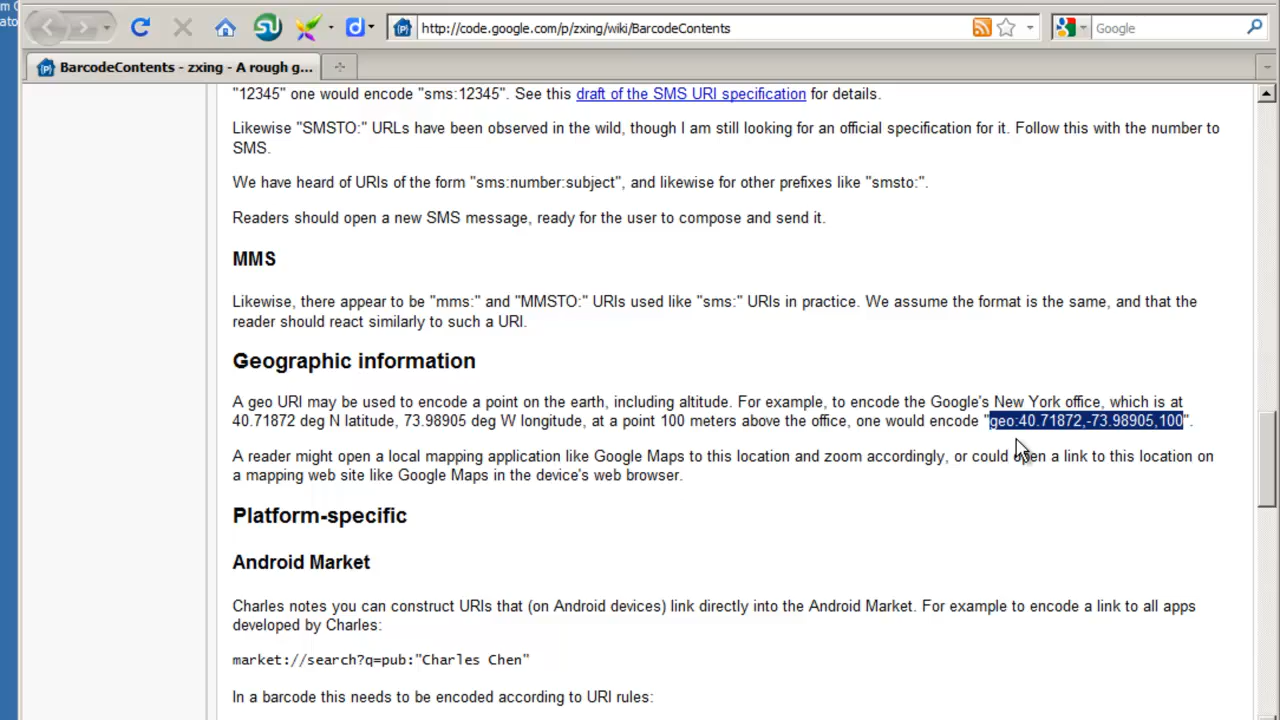 m C
ato
http://code.google.com/p/zxing/wiki/BarcodeContents
Google
BarcodeContents - zxing - A rough g...
"12345" one would encode "sms:12345". See this draft of the SMS URI specification for details.
Likewise "SMSTO:" URLs have been observed in the wild, though I am still looking for an official specification for it. Follow this with the number to
SMS.
We have heard of URIs of the form "sms:number:subject", and likewise for other prefixes like "smsto:".
Readers should open a new SMS message, ready for the user to compose and send it.
MMS
Likewise, there appear to be "mms:" and "MMSTO:" URIs used like "sms:" URIs in practice. We assume the format is the same, and that the
reader should react similarly to such a URI.
Geographic information
A geo URI may be used to encode a point on the earth, including altitude. For example, to encode the Google's New York office, which is at
40.71872 deg N latitude, 73.98905 deg W longitude, at a point 100 meters above the office, one would encode "geo:40.71872,-73.98905,100".
A reader might open a local mapping application like Google Maps to this location and zoom accordingly, or could open a link to this location on
a mapping web site like Google Maps in the device's web browser.
Platform-specific
Android Market
Charles notes you can construct URIs that (on Android devices) link directly into the Android Market. For example to encode a link to all apps
developed by Charles:
market://search?q=pub:"Charles Chen"
In a barcode this needs to be encoded according to URI rules: